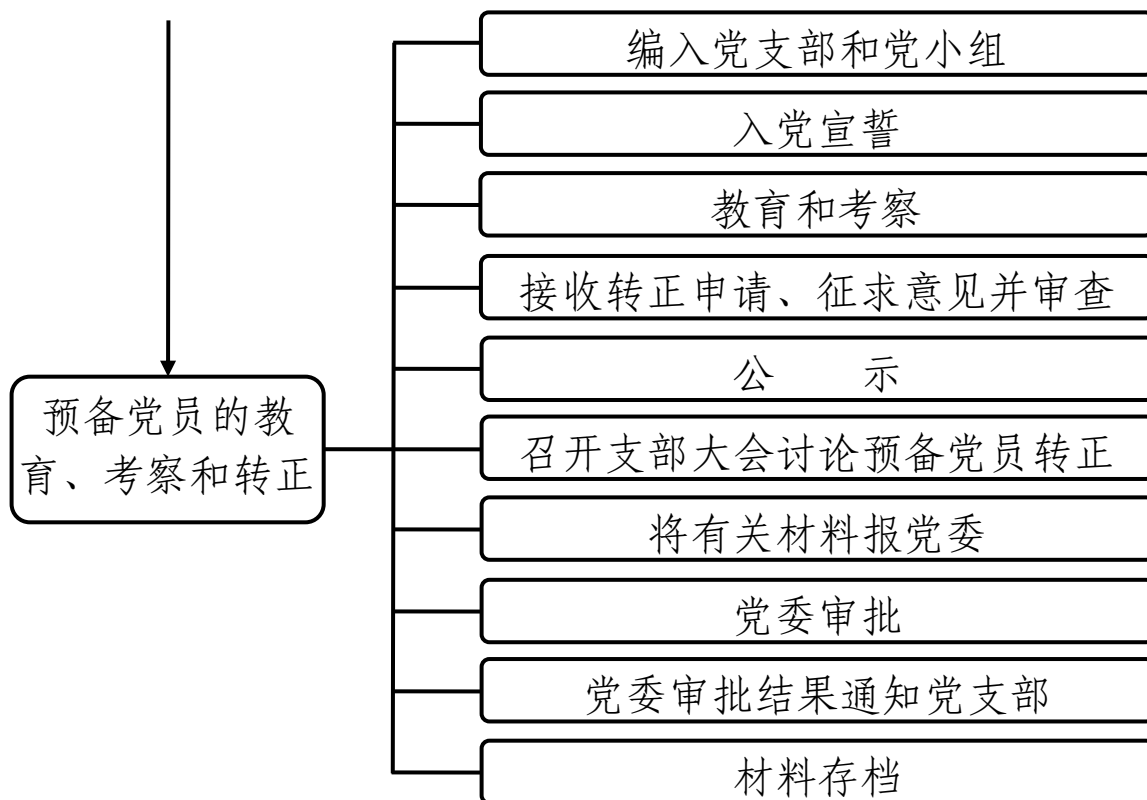 编入党支部和党小组
入党宣誓
教育和考察
接收转正申请、征求意见并审查
公 示
预备党员的教
育、考察和转正
召开支部大会讨论预备党员转正
将有关材料报党委
党委审批
党委审批结果通知党支部
材料存档